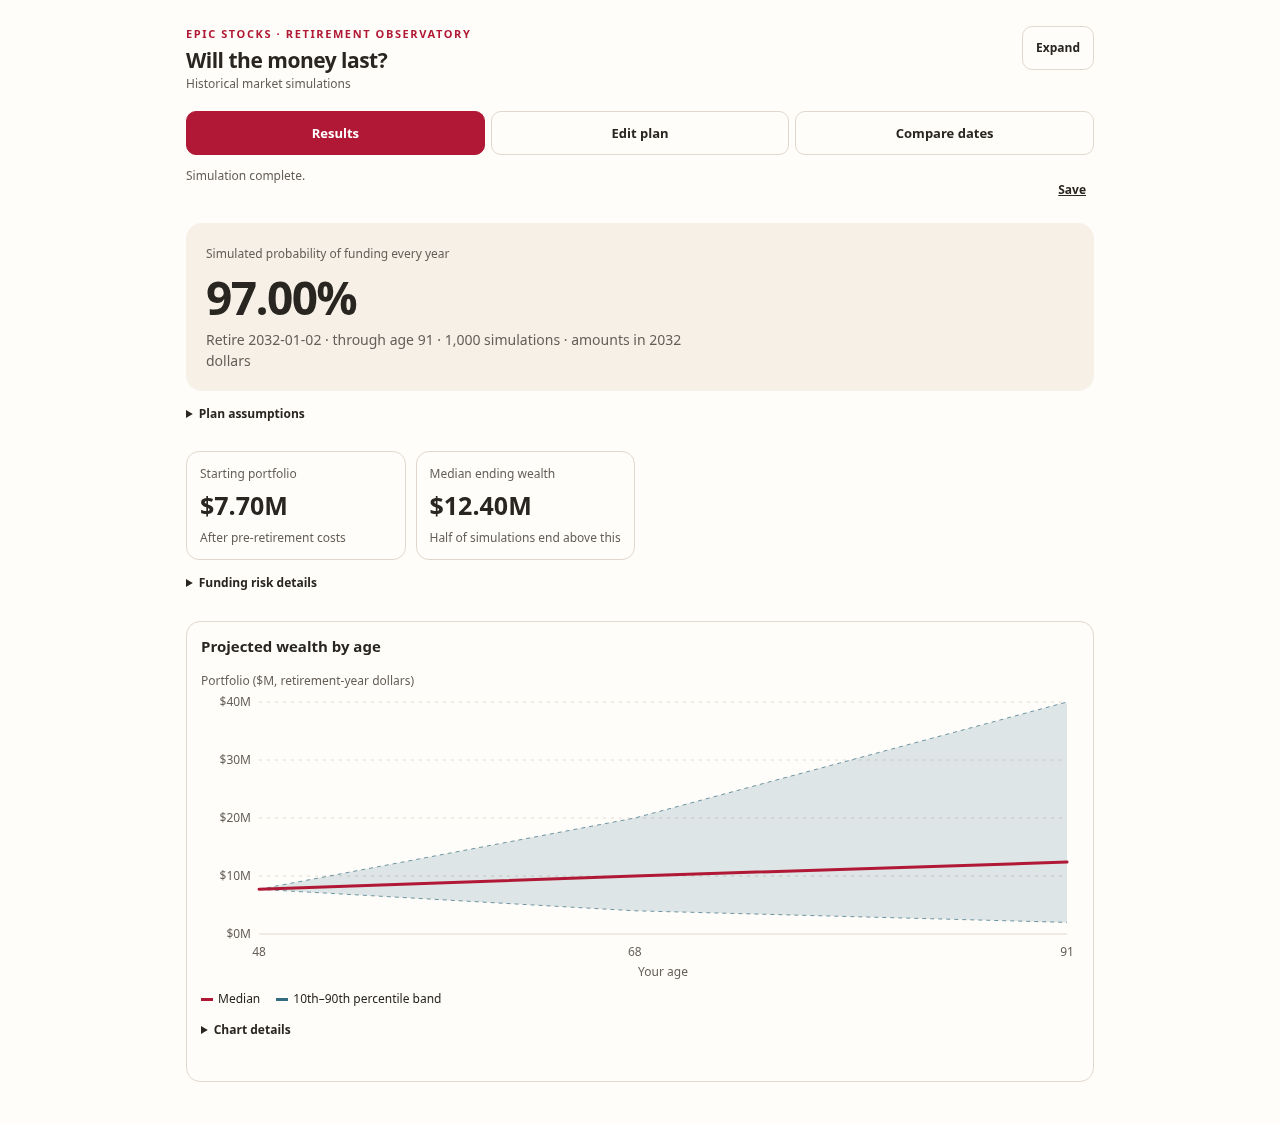 EPIC STOCKS · RETIREMENT OBSERVATORY
Will the money last?
Historical market simulations
Expand
Results
Edit plan
Compare dates
Simulation complete.
Save
Simulated probability of funding every year
97.00%
Retire 2032-01-02 · through age 91 · 1,000 simulations · amounts in 2032
dollars
Plan assumptions
Starting portfolio
$7.70M
After pre-retirement costs
Median ending wealth
$12.40M
Half of simulations end above this
Funding risk details
Projected wealth by age
Portfolio ($M, retirement-year dollars)
$40M
$30M
$20M
$10M
$0M
48
68
91
Your age
Median
10th–90th percentile band
Chart details